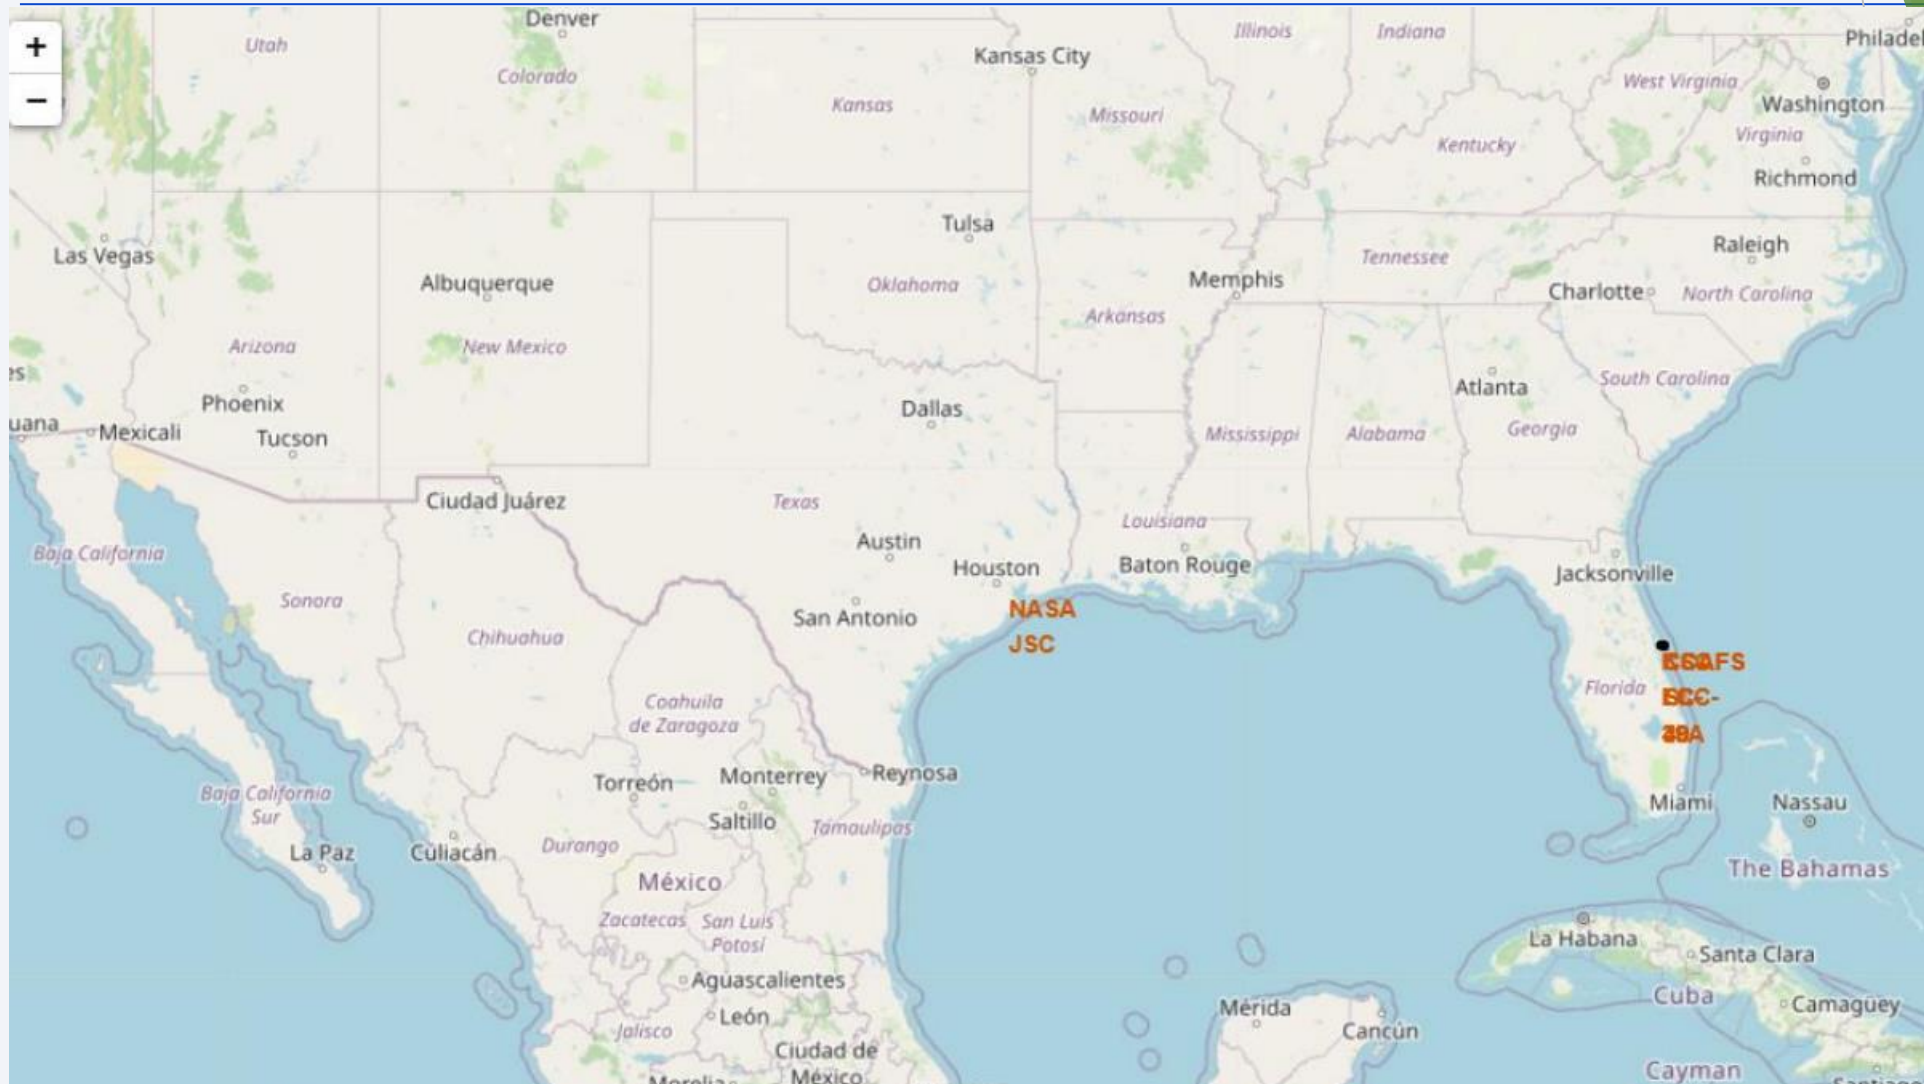 +
−
Denver
Utah
Colorado
Kansas City
Kansas
Missouri
Illinois
Indiana
Kentucky
West Virginia
Philadel
Washington
Virginia
Richmond
Las Vegas
Albuquerque
Tulsa
Oklahoma
Memphis
Tennessee
Raleigh
Charlotte
North Carolina
Arizona
New Mexico
Arkansas
es
Phoenix
Dallas
Atlanta
South Carolina
uana
Mexicali
Tucson
Mississippi
Alabama
Georgia
Ciudad Juárez
Texas
Louisiana
Baja California
Austin
Houston
Baton Rouge
Jacksonville
Sonora
Chihuahua
San Antonio
NASA
JSC
Coahuila
de Zaragoza
Florida
Torreón
Monterrey
Reynosa
Baja California
Sur
Saltillo
Tamaulipas
Miami
Nassau
La Paz
Culiacán
Durango
México
The Bahamas
Zacatecas
San Luis
Potosí
La Habana
Santa Clara
Aguascalientes
Cuba
Camagüey
León
Mérida
Jalisco
Cancún
Ciudad de
México
Morelia
Cayman
Santiago